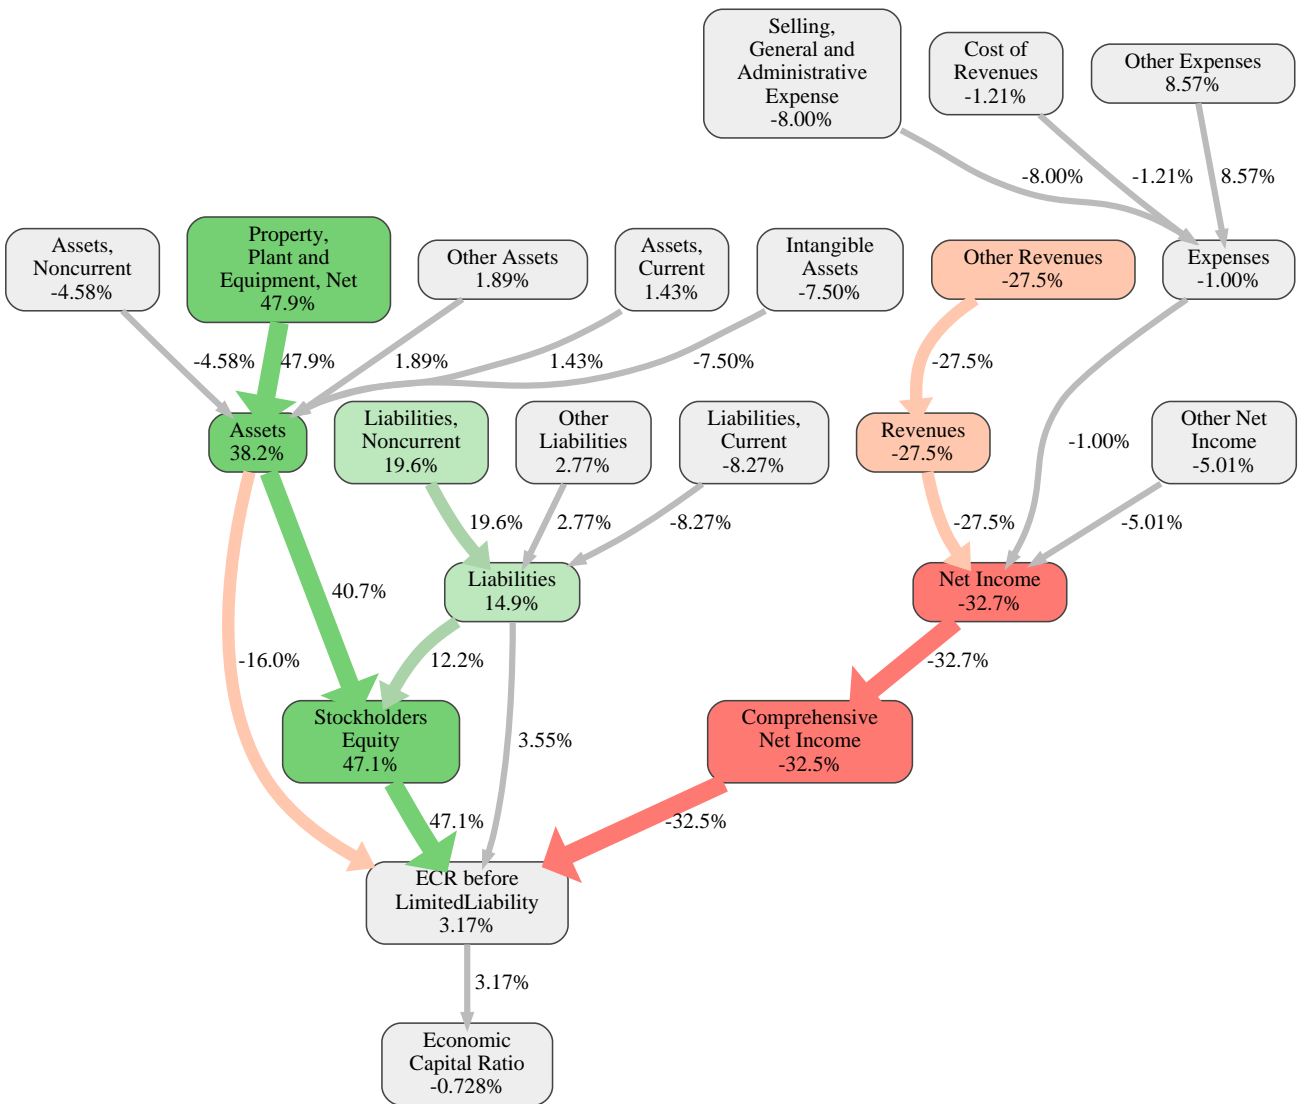 Selling,
General and
Administrative
Expense
-8.00%
Cost of
Revenues
-1.21%
Other Expenses
8.57%
-8.00%
-1.21%
8.57%
Assets,
Noncurrent
-4.58%
Property,
Plant and
Equipment, Net
47.9%
Other Assets
1.89%
Assets,
Current
1.43%
Intangible
Assets
-7.50%
Other Revenues
-27.5%
Expenses
-1.00%
-4.58%
47.9%
1.89%
1.43%
-7.50%
-27.5%
Assets
38.2%
Liabilities,
Noncurrent
19.6%
Other
Liabilities
2.77%
Liabilities,
Current
-8.27%
Revenues
-27.5%
-1.00%
Other Net
Income
-5.01%
19.6%
2.77%
-8.27%
-27.5%
-5.01%
40.7%
Liabilities
14.9%
Net Income
-32.7%
-16.0%
12.2%
-32.7%
Stockholders
Equity
47.1%
3.55%
Comprehensive
Net Income
-32.5%
47.1%
-32.5%
ECR before
LimitedLiability
3.17%
3.17%
Economic
Capital Ratio
-0.728%